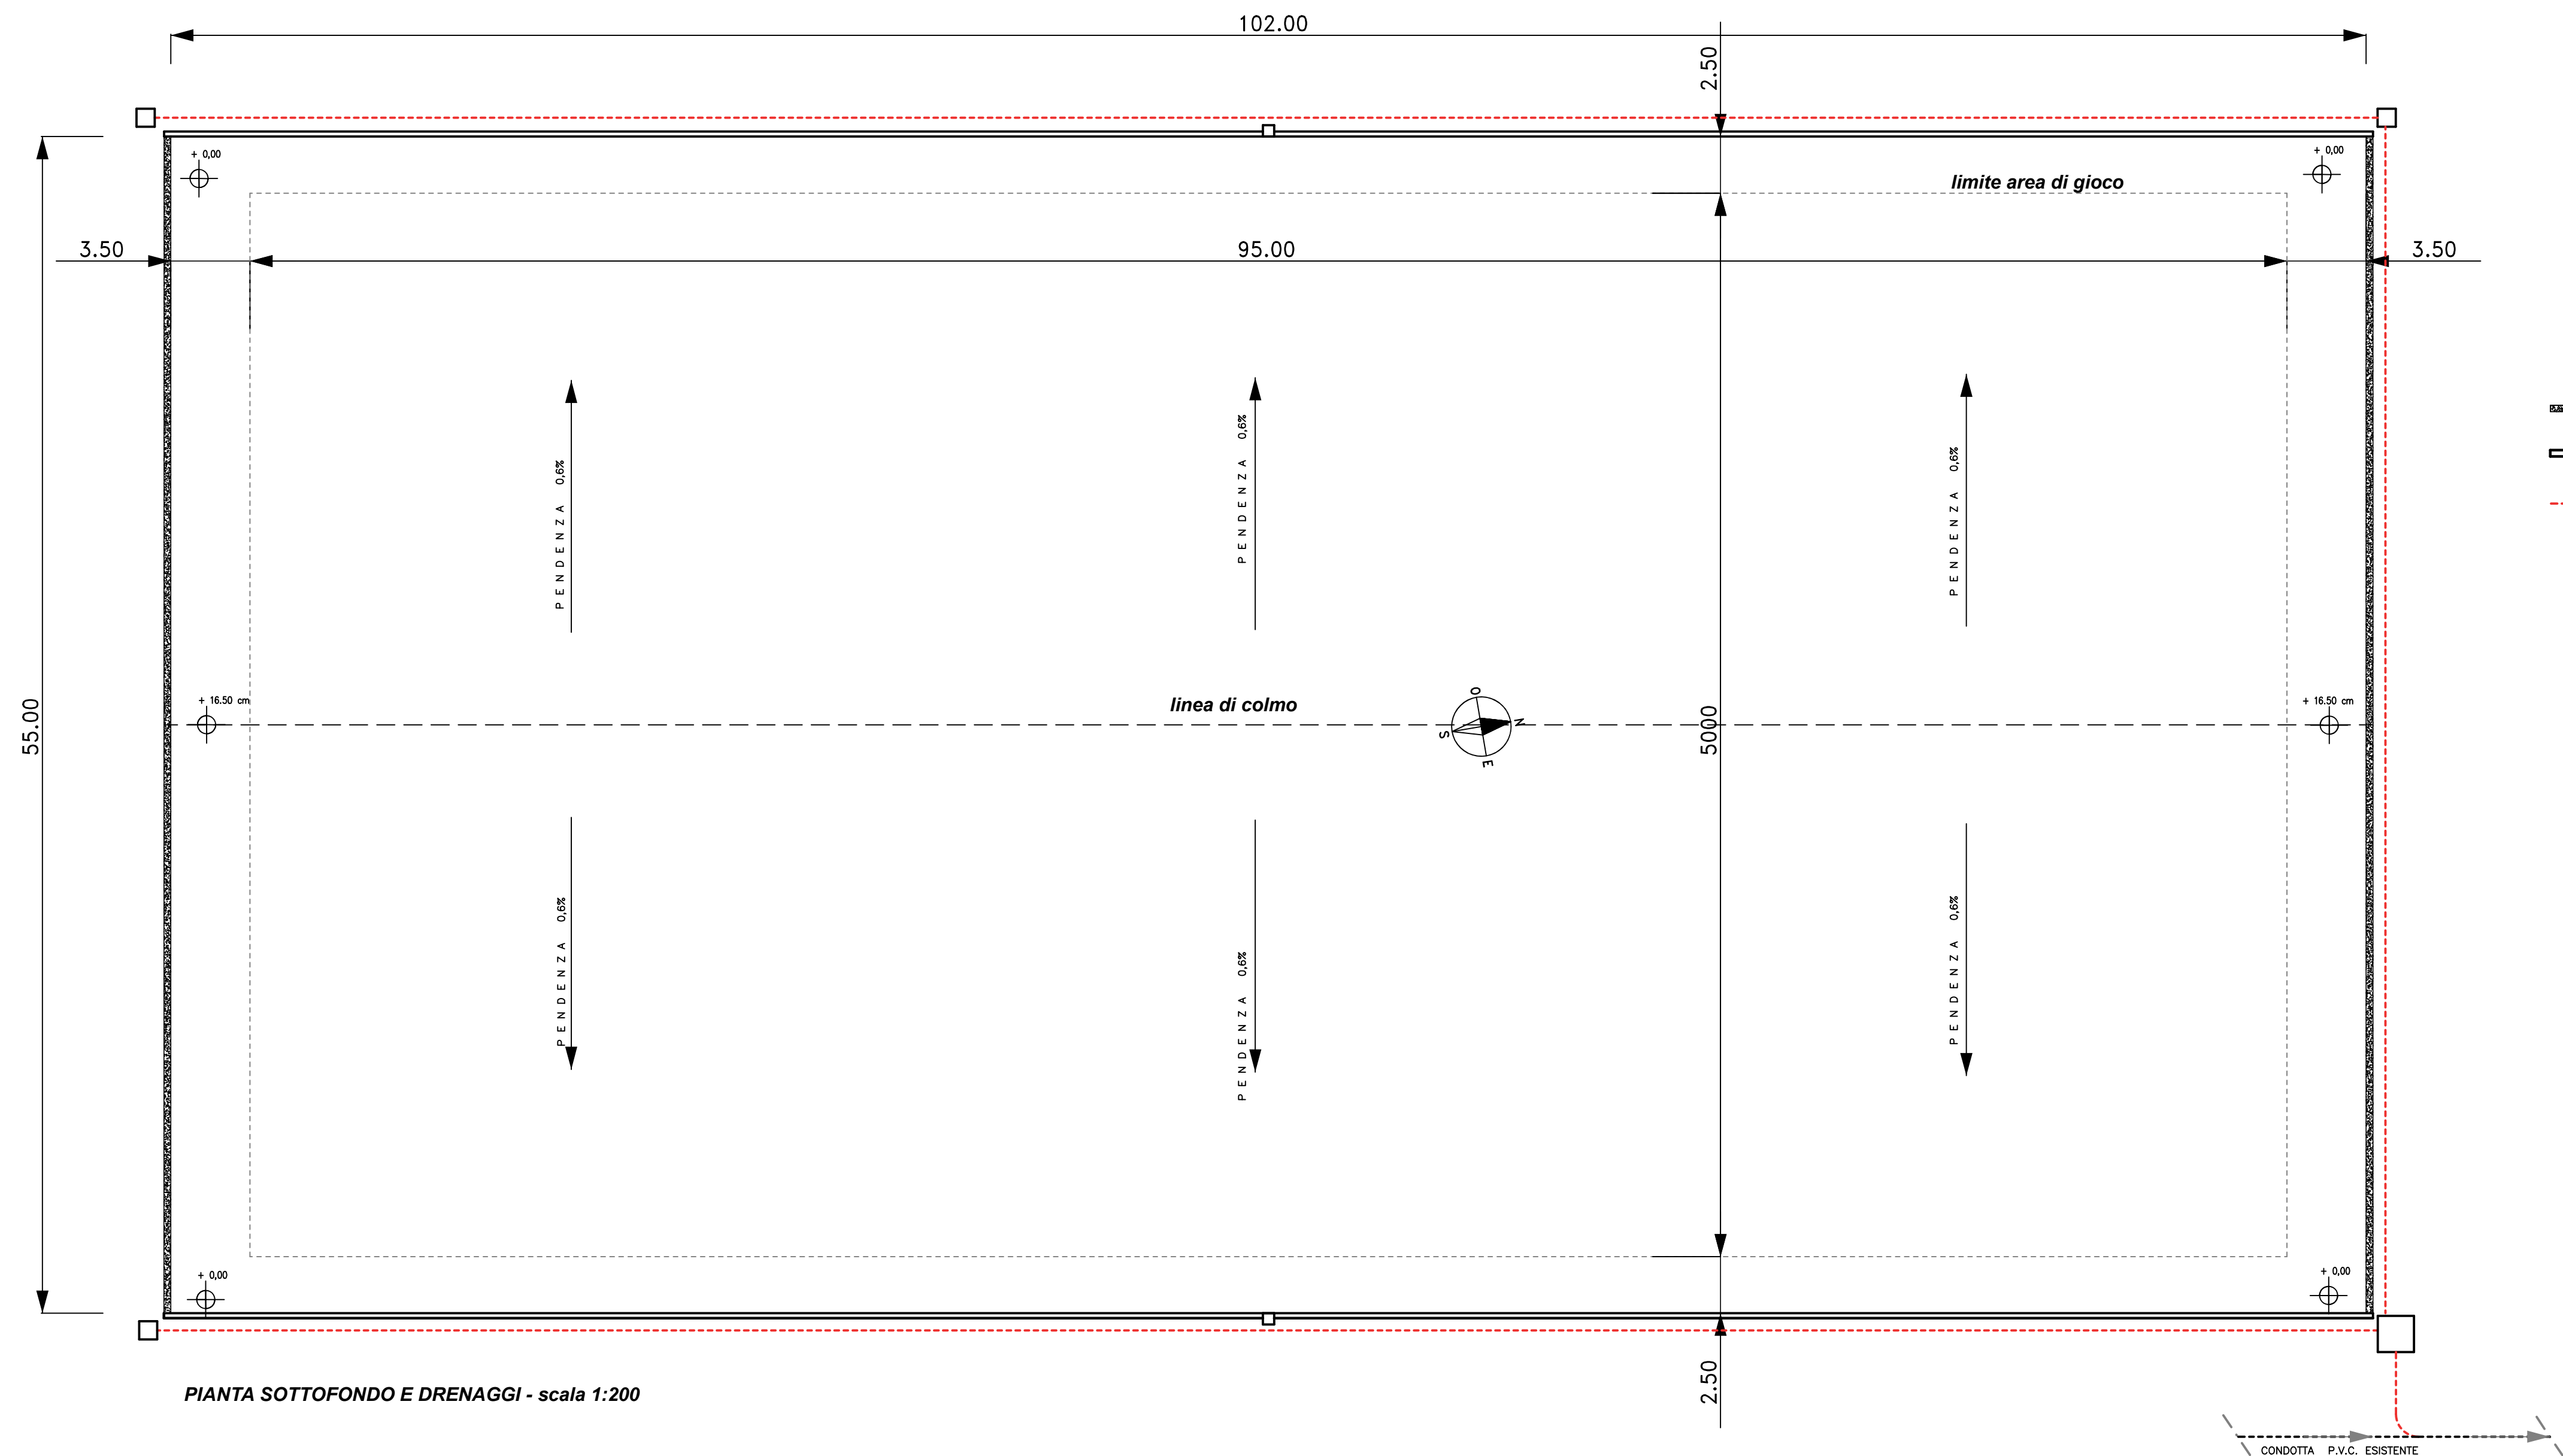 102.00
2.50
+ 0,00
+ 0,00
limite area di gioco
3.50
95.00
3.50
PENDENZA 0,6%
PENDENZA 0,6%
PENDENZA 0,6%
55.00
+ 16.50 cm
linea di colmo
O
N
S
E
5000
+ 16.50 cm
PENDENZA 0,6%
PENDENZA 0,6%
PENDENZA 0,6%
+ 0,00
+ 0,00
2.50
PIANTA SOTTOFONDO E DRENAGGI - scala 1:200
CONDOTTA P.V.C. ESISTENTE